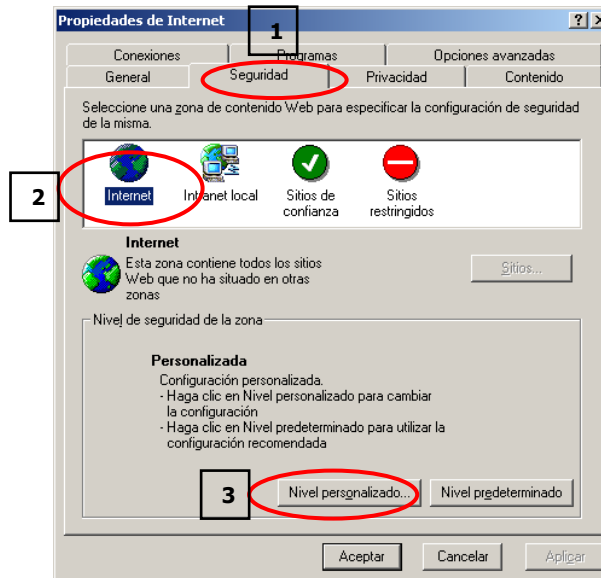 Propiedades de Internet
1
Conexiones Programas Opciones avanzadas
General Seguridad Privacidad Contenido
Seleccione una zona de contenido Web para especificar la configuración de seguridad
de la misma.
2
Internet Intranet local Sitios de confianza Sitios restringidos
Internet
Esta zona contiene todos los sitios
Web que no ha situado en otras
zonas
Sitios...
Nivel de seguridad de la zona
Personalizada
Configuración personalizada.
- Haga clic en Nivel personalizado para cambiar
la configuración
- Haga clic en Nivel predeterminado para utilizar la
configuración recomendada
3
Nivel personalizado... Nivel predeterminado
Aceptar Cancelar Aplicar